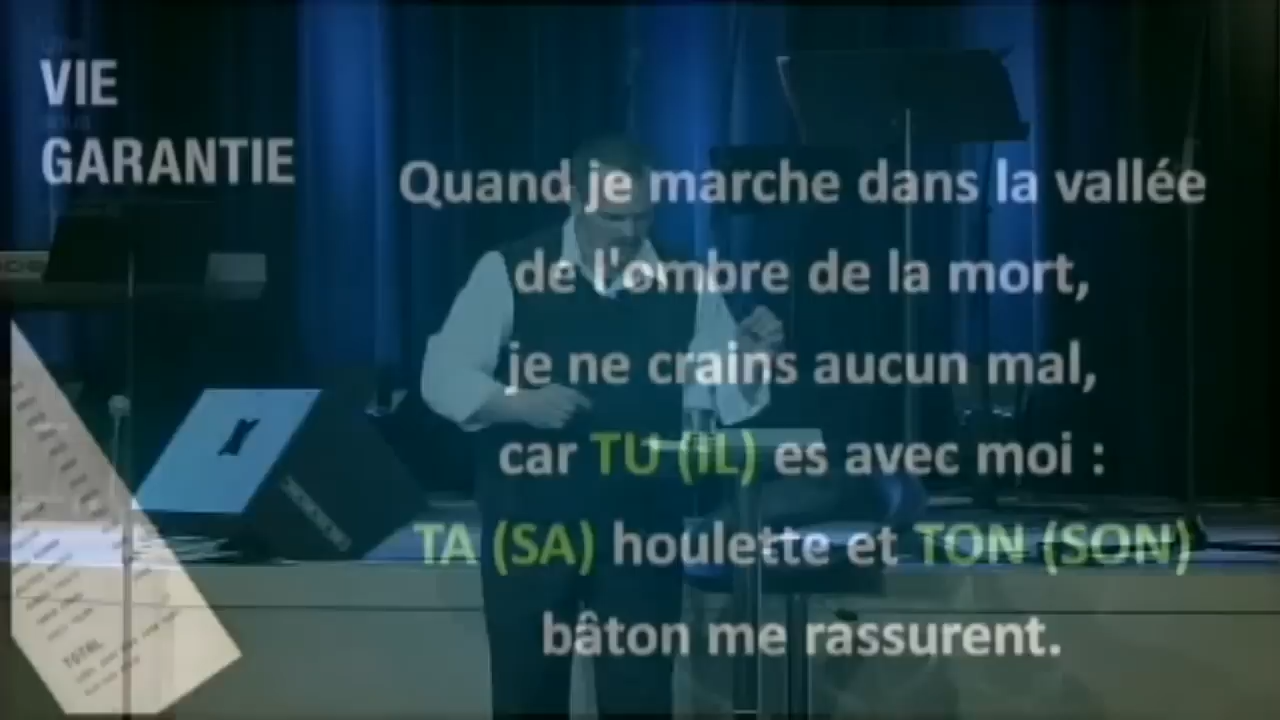 VIE
GARANTIE
Quand je marche dans la vallée
de l'ombre de la mort,
je ne crains aucun mal,
car TU (IL) es avec moi :
TA (SA) houlette et TON (SON)
bâton me rassurent.
TOTAL